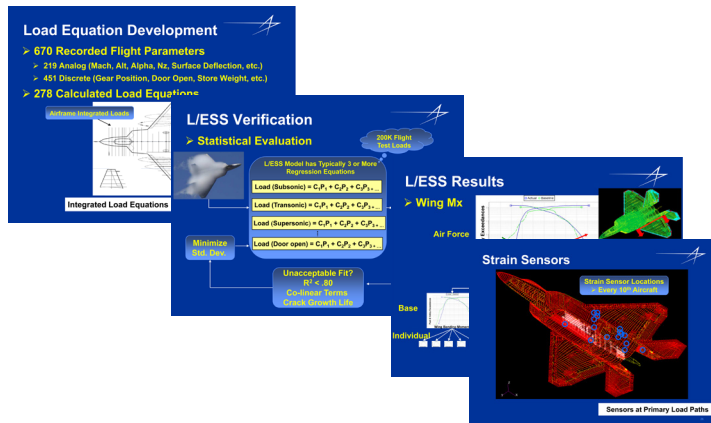 Load Equation Development
➢ 670 Recorded Flight Parameters
➢ 219 Analog (Mach, Alt, Alpha, Nz, Surface Deflection, etc.)
➢ 451 Discrete (Gear Position, Door Open, Store Weight, etc.)
➢ 278 Calculated Load Equations
Airframe Integrated Loads
Integrated Load Equations
L/ESS Verification
➢ Statistical Evaluation
200K Flight
Test Loads
L/ESS Model has Typically 3 or More
Regression Equations
Load (Subsonic) = C1P1 + C2P2 + C3P3 + ...
Load (Transonic) = C1P1 + C2P2 + C3P3 + ...
Load (Supersonic) = C1P1 + C2P2 + C3P3 + ...
Load (Door open) = C1P1 + C2P2 + C3P3 + ...
Minimize
Std. Dev.
Unacceptable Fit?
R2 < .80
Co-linear Terms
Crack Growth Life
L/ESS Results
➢ Wing Mx
Air Force
Exceedances
Base
Individual
Strain Sensors
Strain Sensor Locations
➢ Every 10th Aircraft
Sensors at Primary Load Paths